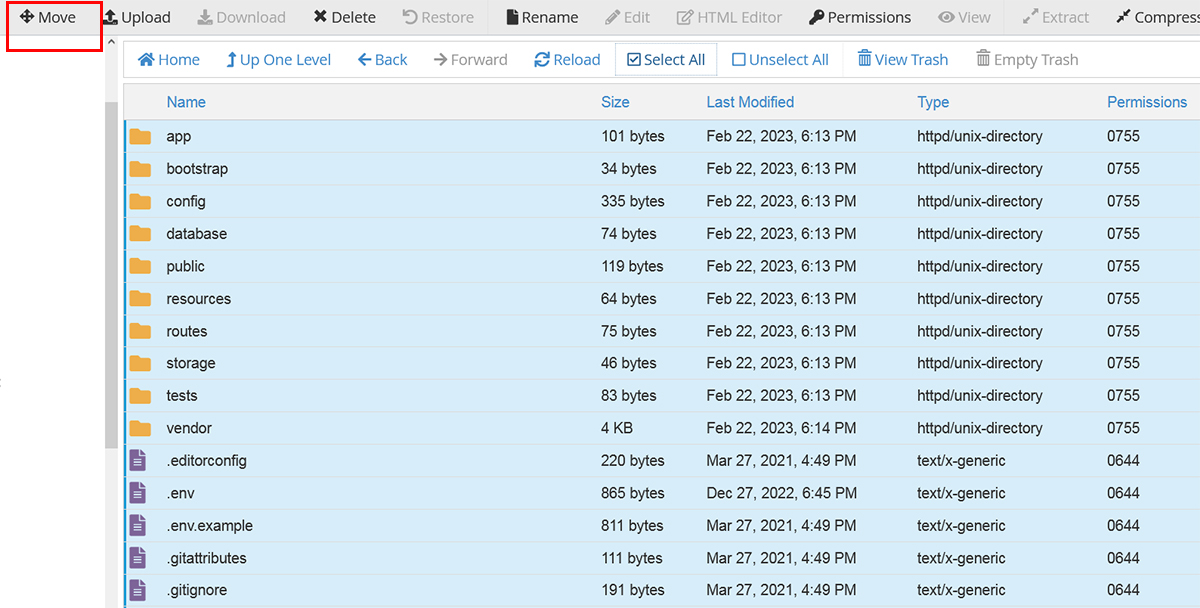 Move Upload Download Delete Restore Rename Edit HTML Editor Permissions View Extract Compress
Home Up One Level Back Forward Reload Select All Unselect All View Trash Empty Trash
Name Size Last Modified Type Permissions
app 101 bytes Feb 22, 2023, 6:13 PM httpd/unix-directory 0755
bootstrap 34 bytes Feb 22, 2023, 6:13 PM httpd/unix-directory 0755
config 335 bytes Feb 22, 2023, 6:13 PM httpd/unix-directory 0755
database 74 bytes Feb 22, 2023, 6:13 PM httpd/unix-directory 0755
public 119 bytes Feb 22, 2023, 6:13 PM httpd/unix-directory 0755
resources 64 bytes Feb 22, 2023, 6:13 PM httpd/unix-directory 0755
routes 75 bytes Feb 22, 2023, 6:13 PM httpd/unix-directory 0755
storage 46 bytes Feb 22, 2023, 6:13 PM httpd/unix-directory 0755
tests 83 bytes Feb 22, 2023, 6:13 PM httpd/unix-directory 0755
vendor 4 KB Feb 22, 2023, 6:14 PM httpd/unix-directory 0755
.editorconfig 220 bytes Mar 27, 2021, 4:49 PM text/x-generic 0644
.env 865 bytes Dec 27, 2022, 6:45 PM text/x-generic 0644
.env.example 811 bytes Mar 27, 2021, 4:49 PM text/x-generic 0644
.gitattributes 111 bytes Mar 27, 2021, 4:49 PM text/x-generic 0644
.gitignore 191 bytes Mar 27, 2021, 4:49 PM text/x-generic 0644